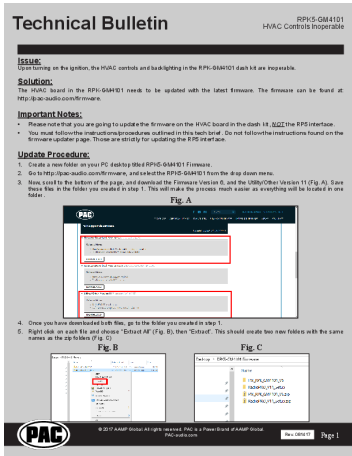 Technical Bulletin
RPK5-GM4101
HVAC Controls Inoperable
Issue:
Upon turning on the ignition, the HVAC controls and backlighting in the RPK-GM4101 dash kit are inoperable.
Solution:
The HVAC board in the RPK-GM4101 needs to be updated with the latest firmware. The firmware can be found at
http://pac-audio.com/firmware.
Important Notes:
• Please note that you are going to update the firmware on the HVAC board in the dash kit, NOT the RP5 interface.
• You must follow the instructions/procedures outlined in this tech brief. Do not follow the instructions found on the
firmware updater page. Those are strictly for updating the RP5 interface.
Update Procedure:
1. Create a new folder on your PC desktop titled RPK5-GM4101 Firmware.
2. Go to http://pac-audio.com/firmware, and select the RPK5-GM4101 from the drop down menu.
3. Now, scroll to the bottom of the page, and download the Firmware Version 6, and the Utility/Other Version 11 (Fig. A). Save
these files in the folder you created in step 1. This will make the process much easier as everything will be located in one
folder.
Fig. A
PAC
4. Once you have downloaded both files, go to the folder you created in step 1.
5. Right click on each file and choose "Extract All" (Fig. B), then "Extract". This should create two new folders with the same
names as the zip folders (Fig. C)
Fig. B
Fig. C
PAC
© 2017 AAMP Global. All rights reserved. PAC is a Power Brand of AAMP Global.
PAC-audio.com
Page 1